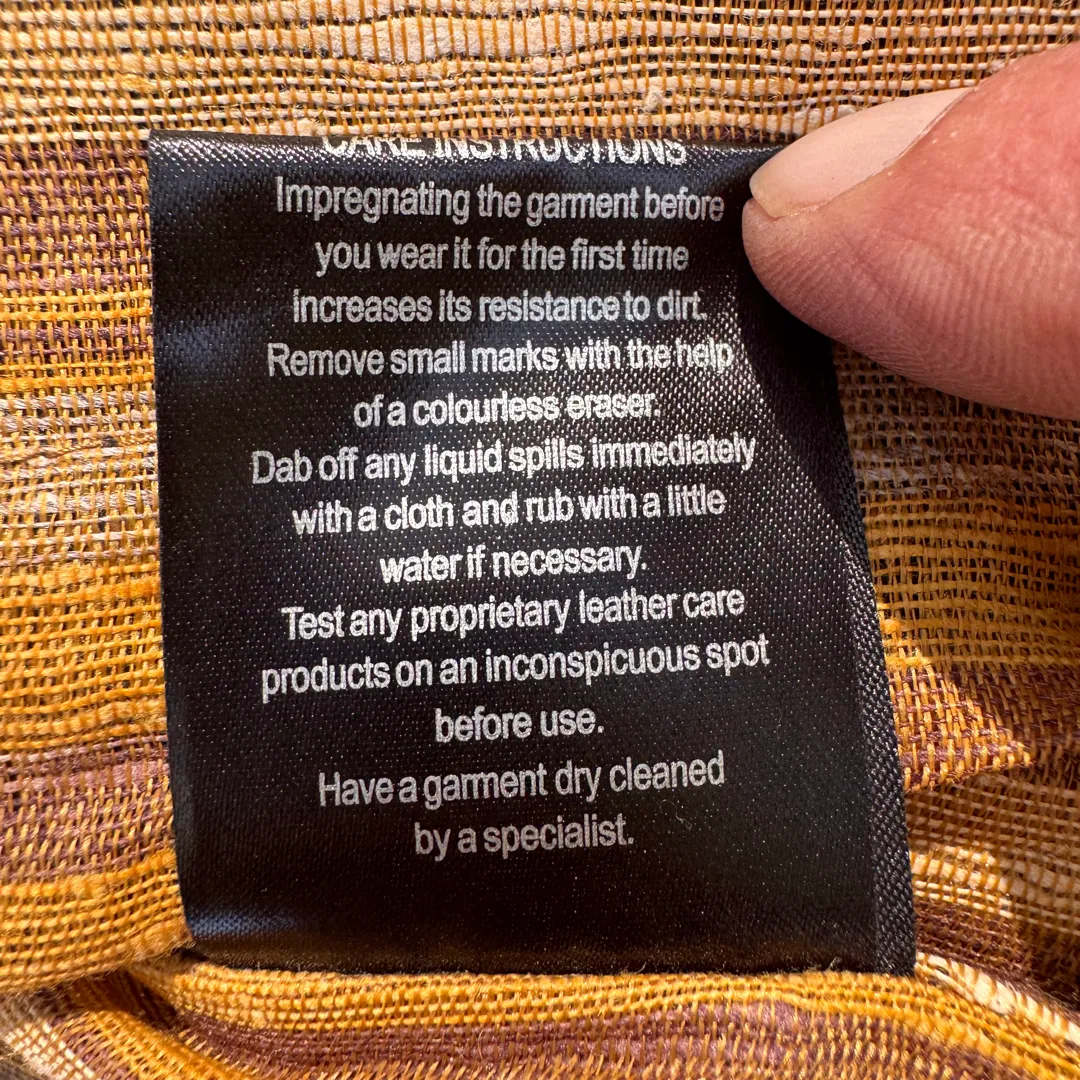 CARE INSTRUCTIONS
Impregnating the garment before
you wear it for the first time
increases its resistance to dirt.
Remove small marks with the help
of a colourless eraser.
Dab off any liquid spills immediately
with a cloth and rub with a little
water if necessary.
Test any proprietary leather care
products on an inconspicuous spot
before use.
Have a garment dry cleaned
by a specialist.